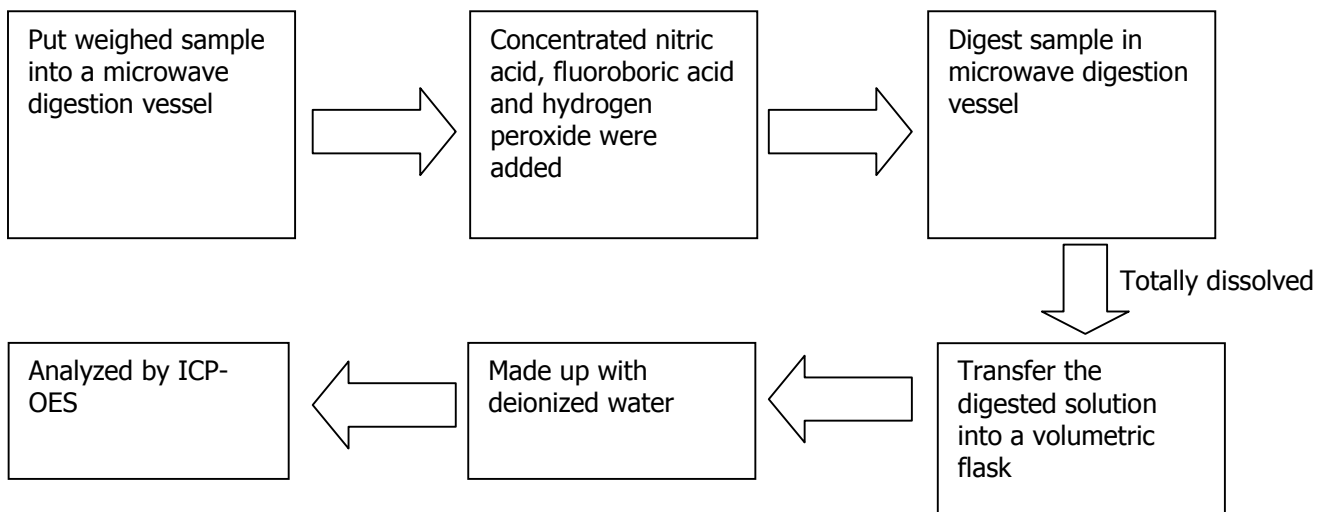 Put weighed sample
into a microwave
digestion vessel
Concentrated nitric
acid, fluoroboric acid
and hydrogen
peroxide were
added
Digest sample in
microwave digestion
vessel
Totally dissolved
Transfer the
digested solution
into a volumetric
flask
Made up with
deionized water
Analyzed by ICP-
OES